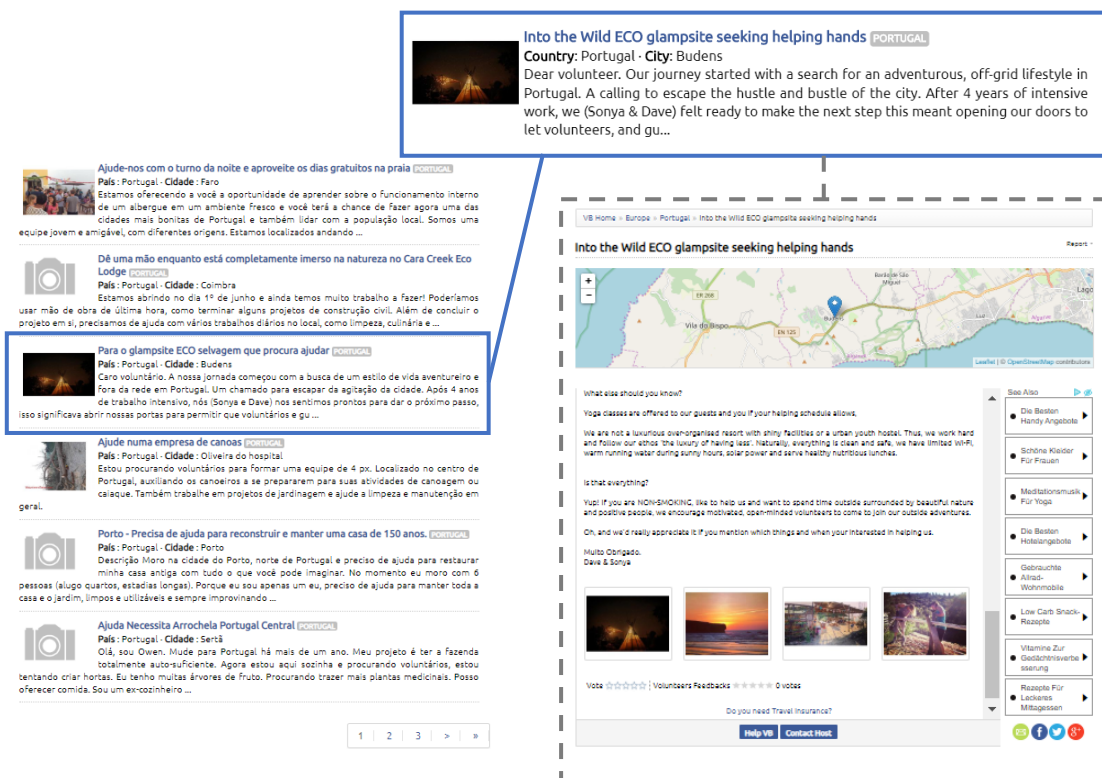 Into the Wild ECO glampsite seeking helping hands PORTUGAL
Country: Portugal · City: Budens
Dear volunteer. Our journey started with a search for an adventurous, off-grid lifestyle in
Portugal. A calling to escape the hustle and bustle of the city. After 4 years of intensive
work, we (Sonya & Dave) felt ready to make the next step this meant opening our doors to
let volunteers, and gu...
Ajude-nos com o turno da noite e aproveite os dias gratuitos na praia PORTUGAL
País : Portugal · Cidade : Faro
Estamos oferecendo a você a oportunidade de aprender sobre o funcionamento interno
de um albergue em um ambiente fresco e você terá a chance de fazer agora uma das
cidades mais bonitas de Portugal e também lidar com a população local. Somos uma
equipe jovem e amigável, com diferentes origens. Estamos localizados andando ...
Dê uma mão enquanto está completamente imerso na natureza no Cara Creek Eco
Lodge PORTUGAL
País : Portugal · Cidade : Coimbra
Estamos abrindo no dia 1º de junho e ainda temos muito trabalho a fazer! Poderíamos
usar mão de obra de última hora, como terminar alguns projetos de construção civil. Além de concluir o
projeto em si, precisamos de ajuda com vários trabalhos diários no local, como limpeza, culinária e ...
Para o glampsite ECO selvagem que procura ajudar PORTUGAL
País : Portugal · Cidade : Budens
Caro voluntário. A nossa jornada começou com a busca de um estilo de vida aventureiro e
fora da rede em Portugal. Um chamado para escapar da agitação da cidade. Após 4 anos
de trabalho intensivo, nós (Sonya e Dave) nos sentimos prontos para dar o próximo passo,
isso significava abrir nossas portas para permitir que voluntários e gu ...
Ajude numa empresa de canoas PORTUGAL
País : Portugal · Cidade : Oliveira do hospital
Estou procurando voluntários para formar uma equipe de 4 px. Localizado no centro de
Portugal, auxiliando os canoeiros a se prepararem para suas atividades de canoagem ou
caiaque. Também trabalhe em projetos de jardinagem e ajude a limpeza e manutenção em
geral.
Porto - Precisa de ajuda para reconstruir e manter uma casa de 150 anos. PORTUGAL
País : Portugal · Cidade : Porto
Descrição Moro na cidade do Porto, norte de Portugal e preciso de ajuda para restaurar
minha casa antiga com tudo o que você pode imaginar. No momento eu moro com 6
pessoas (alugo quartos, estadias longas). Porque eu sou apenas um eu, preciso de ajuda para manter toda a
casa e o jardim, limpos e utilizáveis e sempre improvinando ...
Ajuda Necessita Arrochela Portugal Central PORTUGAL
País : Portugal · Cidade : Sertã
Olá, sou Owen. Mude para Portugal há mais de um ano. Meu projeto é ter a fazenda
totalmente auto-suficiente. Agora estou aqui sozinha e procurando voluntários, estou
tentando criar hortas. Eu tenho muitas árvores de fruto. Procurando trazer mais plantas medicinais. Posso
oferecer comida. Sou um ex-cozinheiro ...
1 2 3 > »
VB Home » Europe » Portugal » Into the Wild ECO glampsite seeking helping hands
Into the Wild ECO glampsite seeking helping hands
Report
+
−
Barão de São
Miguel
Lago
ER 268
Luz
Algarve
Budens
Vila do Bispo
EN 125
Algarve
Leaflet | © OpenStreetMap contributors
What else should you know?
Yoga classes are offered to our guests and you if your helping schedule allows,
We are not a luxurious over-organised resort with shiny facilities or a urban youth hostel. Thus, we work hard
and follow our ethos 'the luxury of having less'. Naturally, everything is clean and safe, we have limited Wi-Fi,
warm running water during sunny hours, solar power and serve healthy nutritious lunches.
Is that everything?
Yup! If you are NON-SMOKING, like to help us and want to spend time outside surrounded by beautiful nature
and positive people, we encourage motivated, open-minded volunteers to come to join our outside adventures.
Oh, and we'd really appreciate it if you mention which things and when your interested in helping us.
Muito Obrigado.
Dave & Sonya
Vote Volunteers Feedbacks 0 votes
Do you need Travel Insurance?
Help VB Contact Host
See Also
Die Besten
Handy Angebote
Schöne Kleider
Für Frauen
Meditationsmusik
Für Yoga
Die Besten
Hotelangebote
Gebrauchte
Allrad-
Wohnmobile
Low Carb Snack-
Rezepte
Vitamine Zur
Gedächtnisverbe
sserung
Rezepte Für
Leckeres
Mittagessen